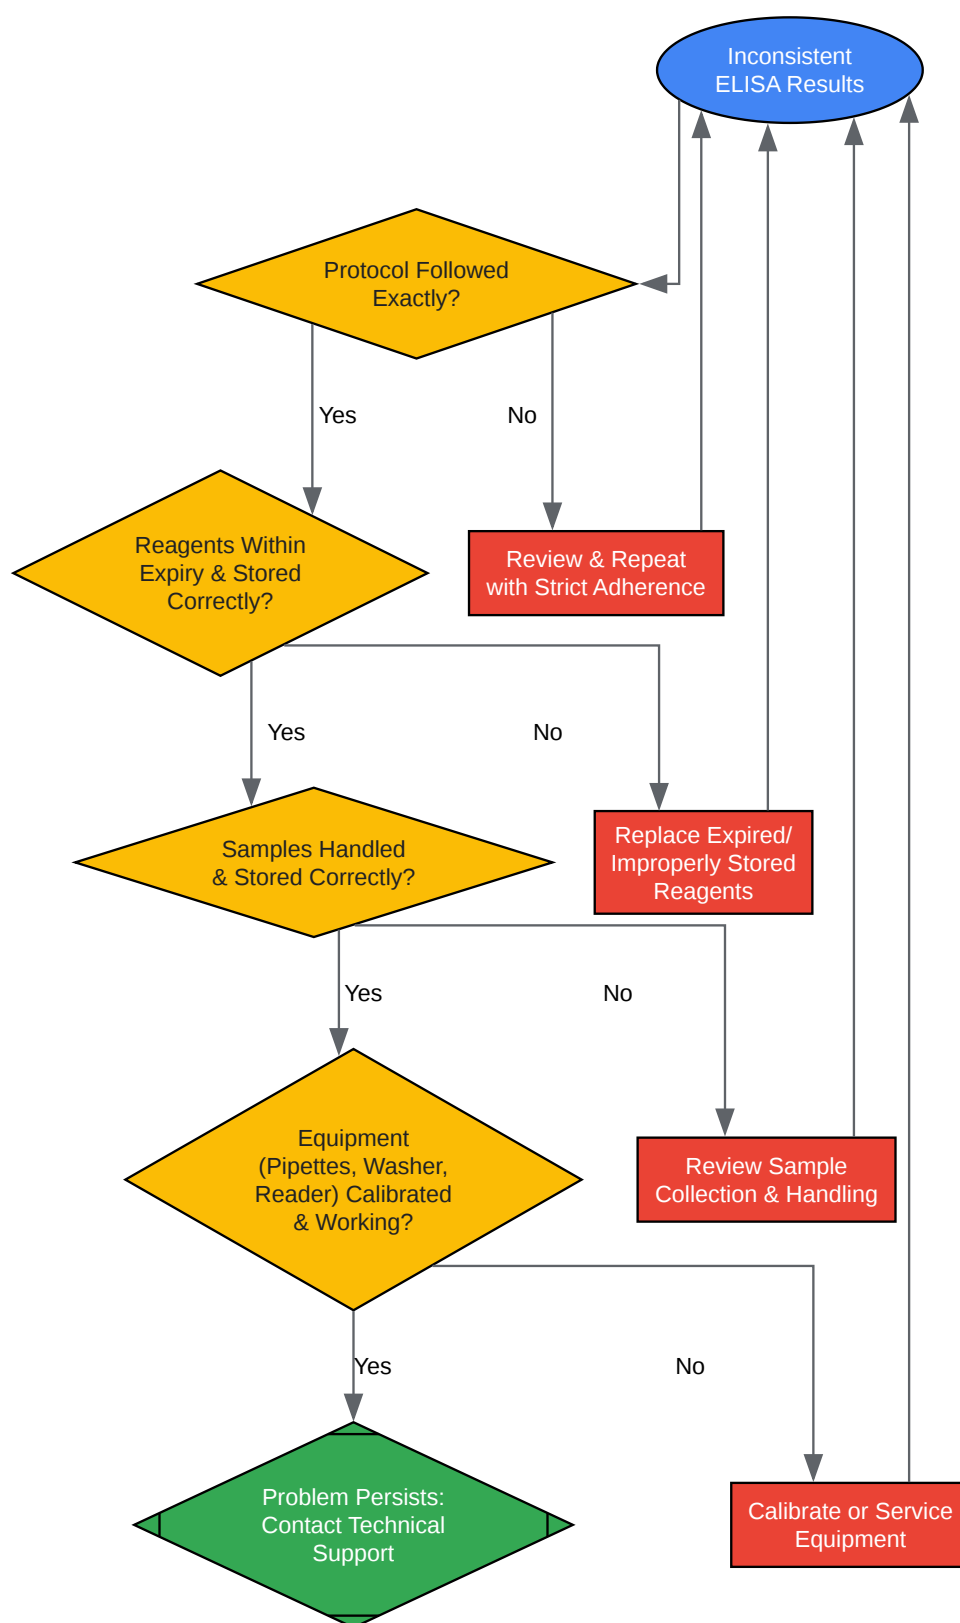 Inconsistent
ELISA Results
Protocol Followed
Exactly?
Yes
No
Reagents Within
Expiry & Stored
Correctly?
Review & Repeat
with Strict Adherence
Yes
No
Samples Handled
& Stored Correctly?
Replace Expired/
Improperly Stored
Reagents
Yes
No
Equipment
(Pipettes, Washer,
Reader) Calibrated
& Working?
Review Sample
Collection & Handling
Yes
No
Problem Persists:
Contact Technical
Support
Calibrate or Service
Equipment